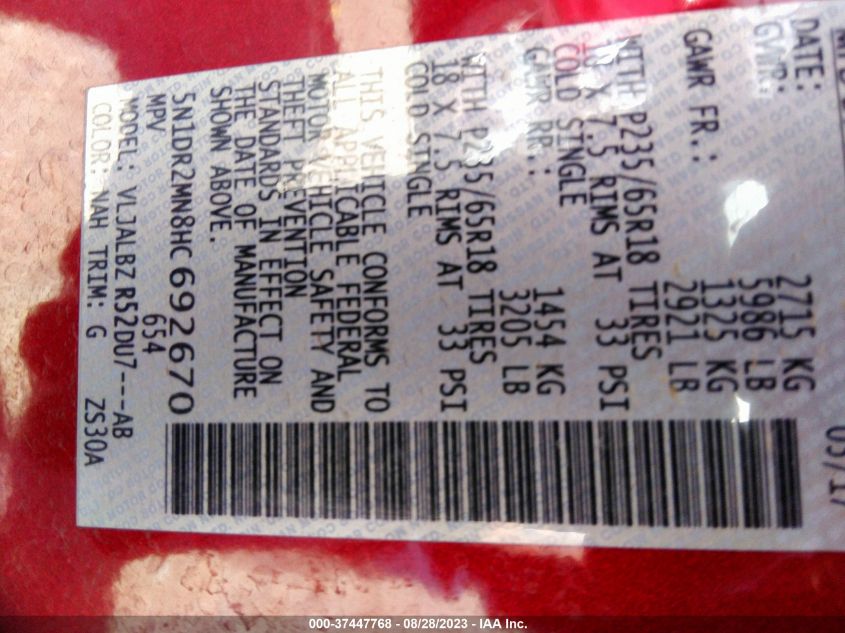 DATE: 03/17
GVWR: 2715 KG
5986 LB
GAWR FR.: 1325 KG
2921 LB
WITH P235/65R18 TIRES
18 X 7.5 RIMS AT 33 PSI
COLD SINGLE
GAWR RR.: 1454 KG
3205 LB
WITH P235/65R18 TIRES
18 X 7.5 RIMS AT 33 PSI
COLD SINGLE
THIS VEHICLE CONFORMS TO
ALL APPLICABLE FEDERAL
MOTOR VEHICLE SAFETY AND
THEFT PREVENTION
STANDARDS IN EFFECT ON
THE DATE OF MANUFACTURE
SHOWN ABOVE.
5N1DR2MN8HC692670
MPV 654
MODEL: VLJALBZ R52DU7---AB
COLOR: NAH TRIM: G ZS30A
000-37447768 | 08/28/2023 - IAA Inc.